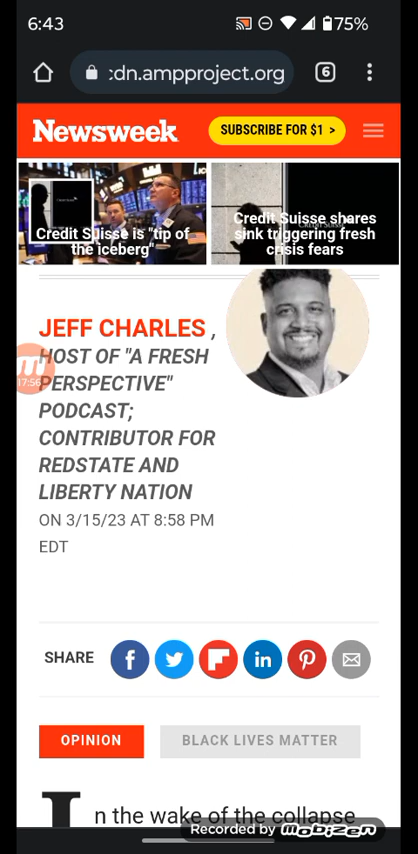 6:43
75%
:dn.ampproject.org
6
Newsweek
SUBSCRIBE FOR $1 >
Credit Suisse is "tip of
the iceberg"
Credit Suisse shares
sink triggering fresh
crisis fears
JEFF CHARLES ,
HOST OF "A FRESH
PERSPECTIVE"
PODCAST;
CONTRIBUTOR FOR
REDSTATE AND
LIBERTY NATION
17:56
ON 3/15/23 AT 8:58 PM
EDT
SHARE
OPINION
BLACK LIVES MATTER
In the wake of the collapse
Recorded by mobizen